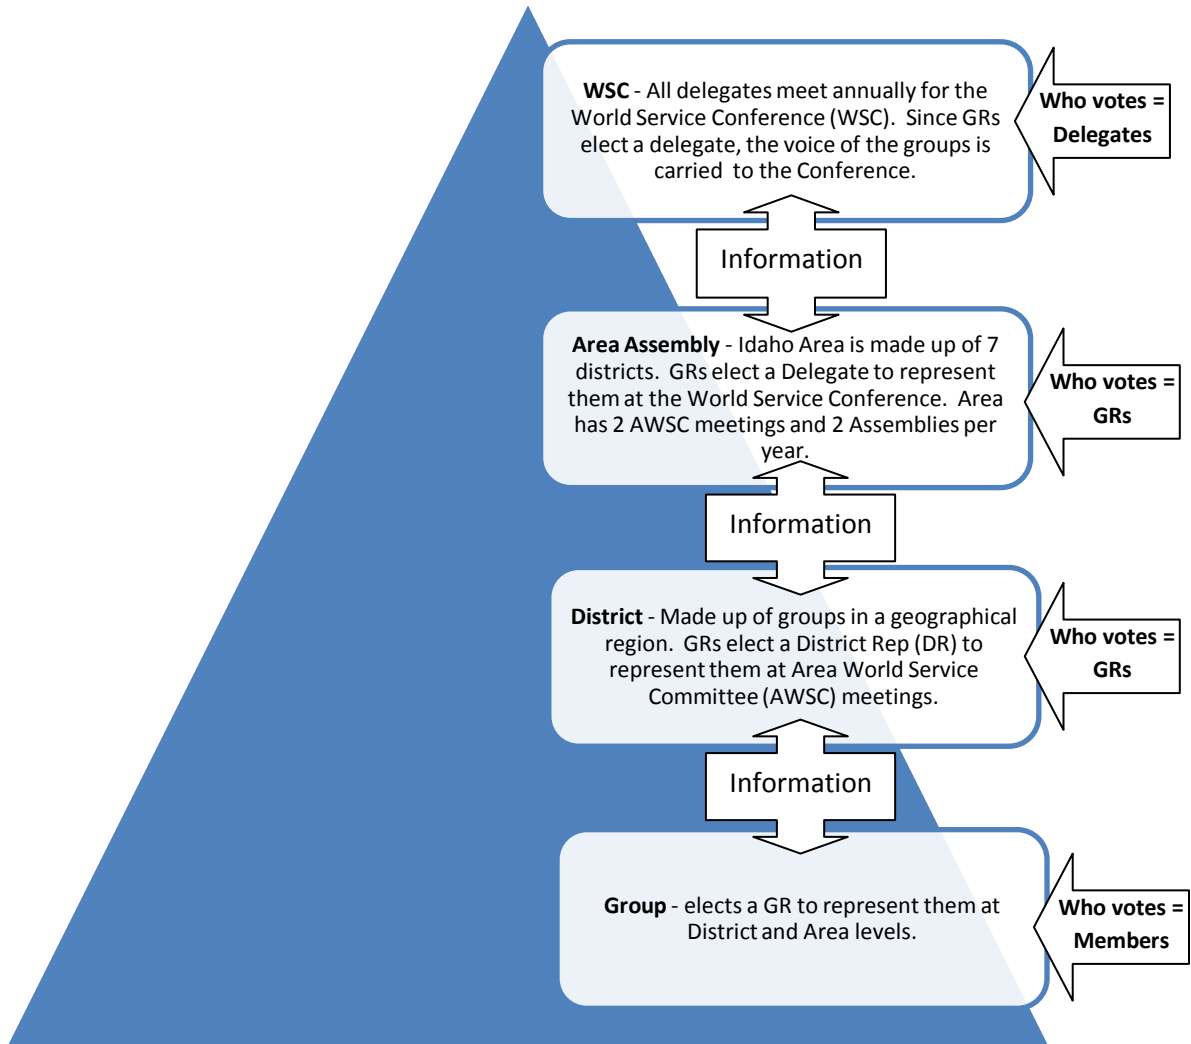 WSC - All delegates meet annually for the
World Service Conference (WSC). Since GRs
elect a delegate, the voice of the groups is
carried to the Conference.
Who votes =
Delegates
Information
Area Assembly - Idaho Area is made up of 7
districts. GRs elect a Delegate to represent
them at the World Service Conference. Area
has 2 AWSC meetings and 2 Assemblies per
year.
Who votes =
GRs
Information
District - Made up of groups in a geographical
region. GRs elect a District Rep (DR) to
represent them at Area World Service
Committee (AWSC) meetings.
Who votes =
GRs
Information
Group - elects a GR to represent them at
District and Area levels.
Who votes =
Members